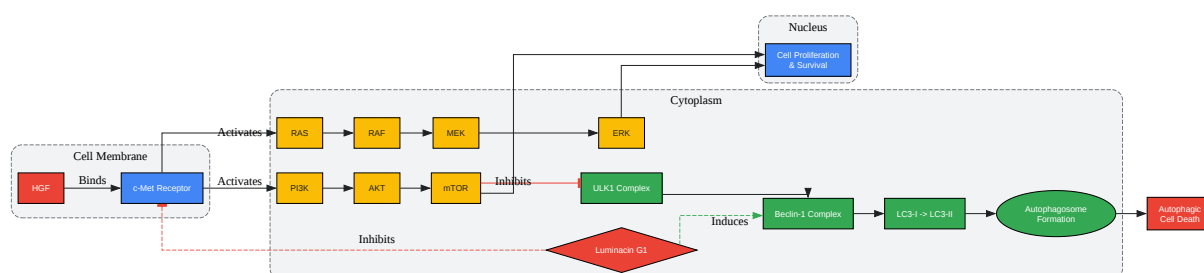 Nucleus
Cell Proliferation
& Survival
Cytoplasm
Activates
RAS
RAF
MEK
ERK
Cell Membrane
HGF
Binds
c-Met Receptor
Activates
PI3K
AKT
mTOR
Inhibits
ULK1 Complex
Beclin-1 Complex
LC3-I -> LC3-II
Autophagosome
Formation
Autophagic
Cell Death
Induces
Inhibits
Luminacin G1